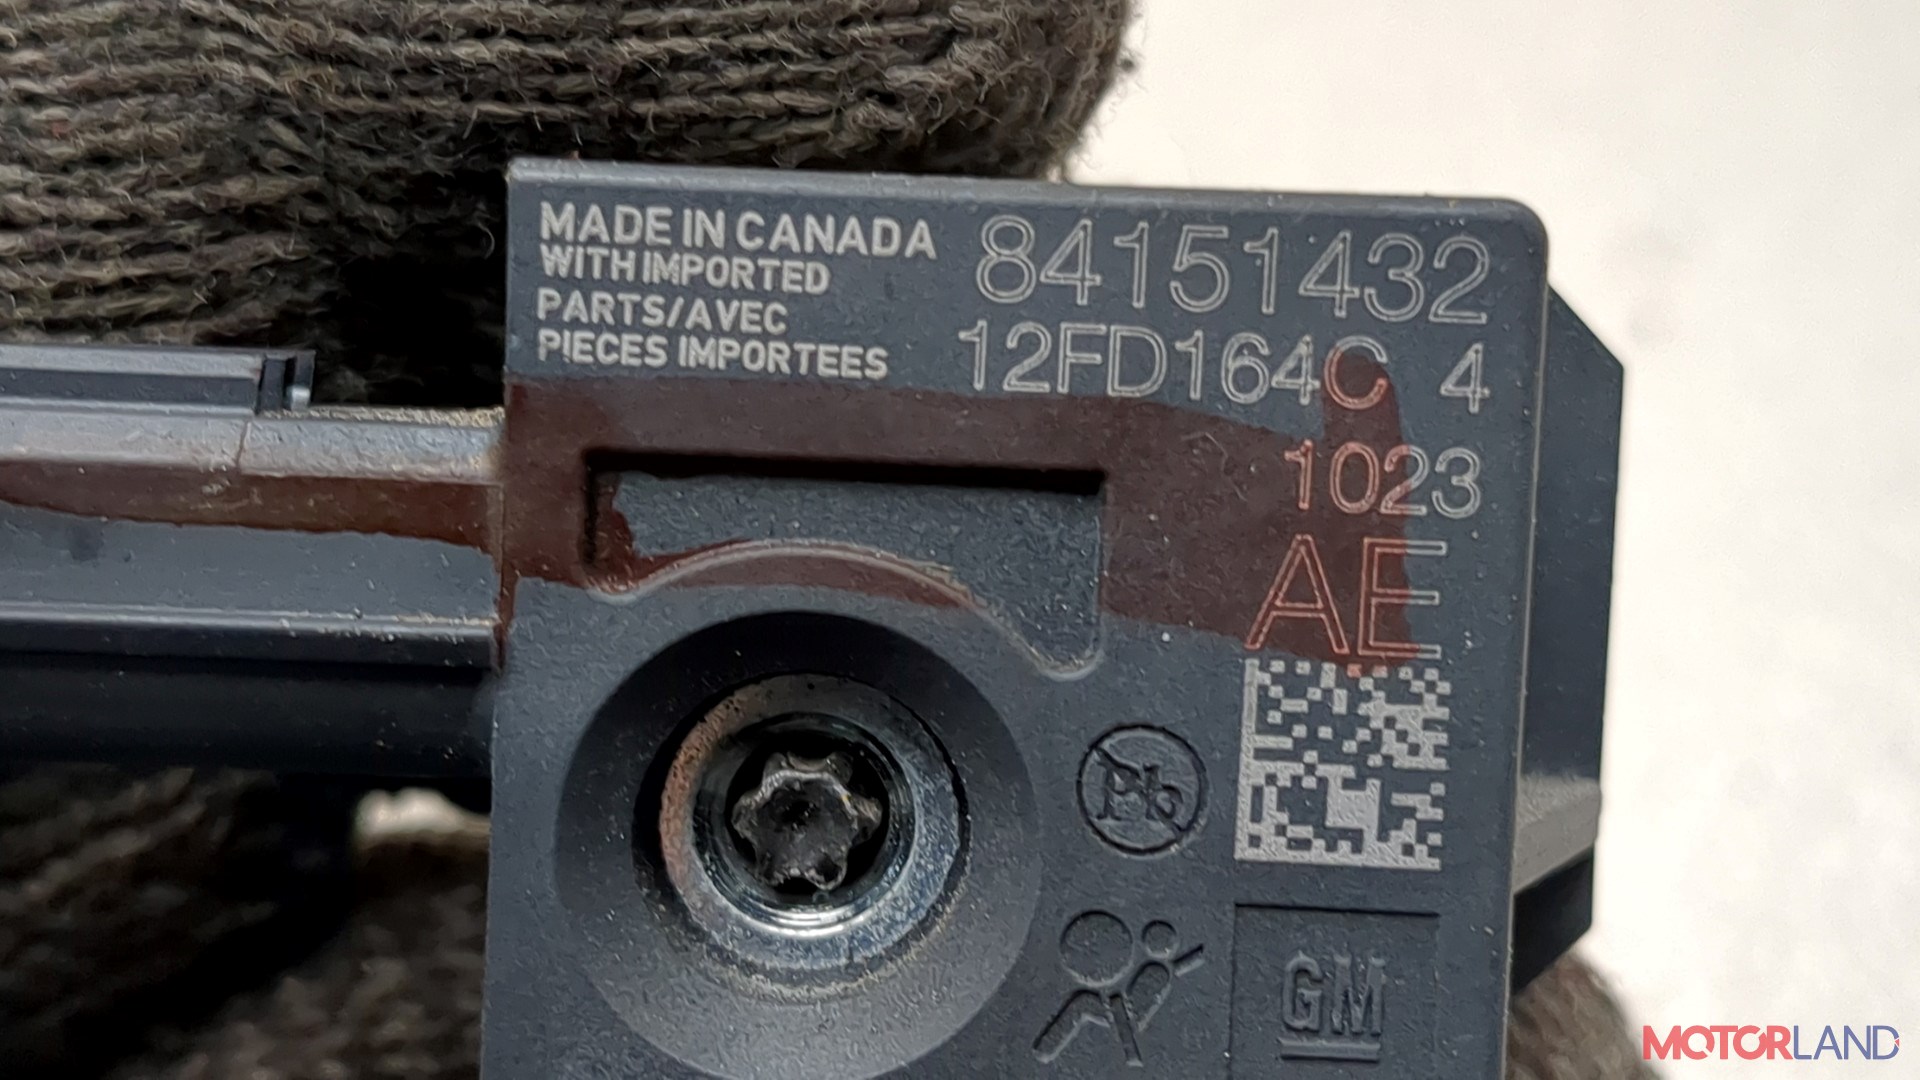 MADE IN CANADA
WITH IMPORTED
PARTS/AVEC
PIECES IMPORTEES
84151432
12FD164C 4
1023
AE
Pb
GM
MOTORLAND